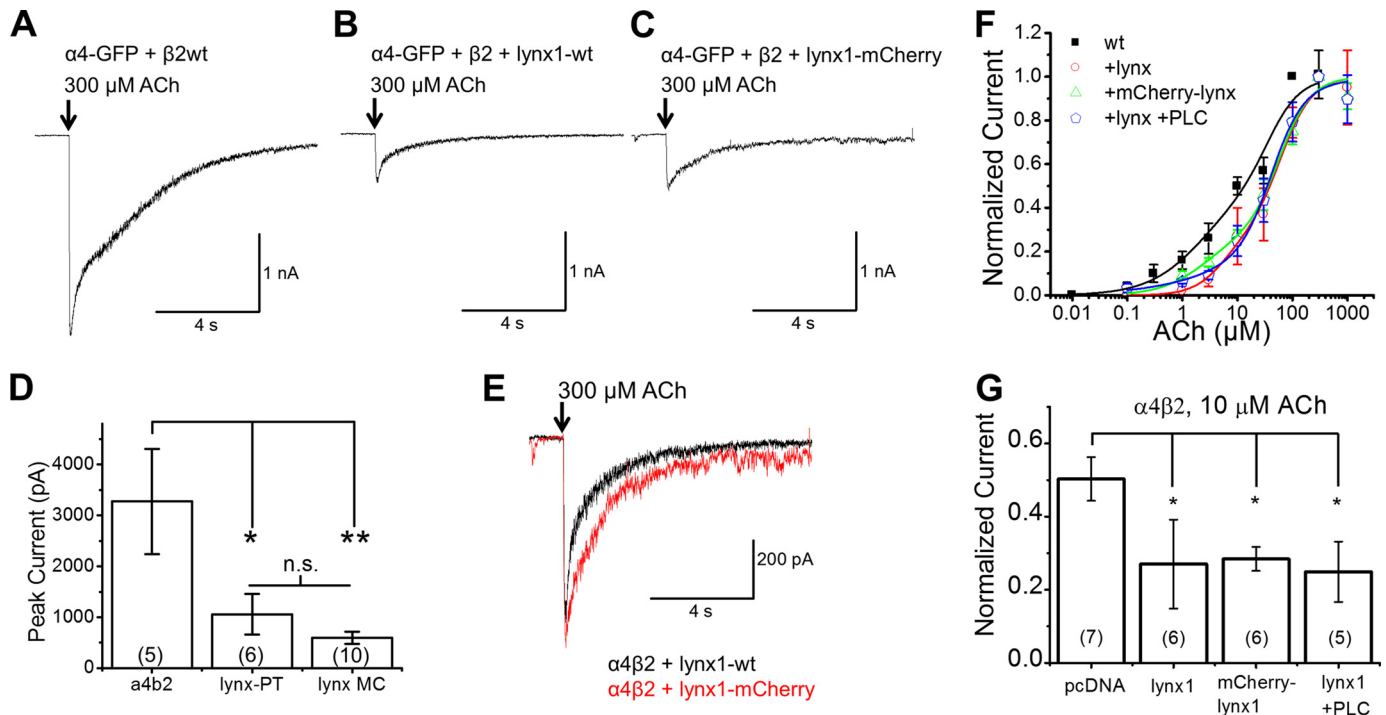 A
α4-GFP + β2wt
300 µM ACh
1 nA
4 s
B
α4-GFP + β2 + lynx1-wt
300 µM ACh
1 nA
4 s
C
α4-GFP + β2 + lynx1-mCherry
300 µM ACh
1 nA
4 s
F
Normalized Current
1.2
1.0
0.8
0.6
0.4
0.2
0.0
wt
+lynx
+mCherry-lynx
+lynx +PLC
0.01 0.1 1 10 100 1000
ACh (µM)
D
Peak Current (pA)
4000
3000
2000
1000
0
* **
n.s.
(5) (6) (10)
a4b2 lynx-PT lynx MC
E
300 µM ACh
200 pA
4 s
α4β2 + lynx1-wt
α4β2 + lynx1-mCherry
G
α4β2, 10 µM ACh
Normalized Current
0.6
0.4
0.2
0.0
* * *
(7) (6) (6) (5)
pcDNA
lynx1
mCherry-
lynx1
lynx1
+PLC